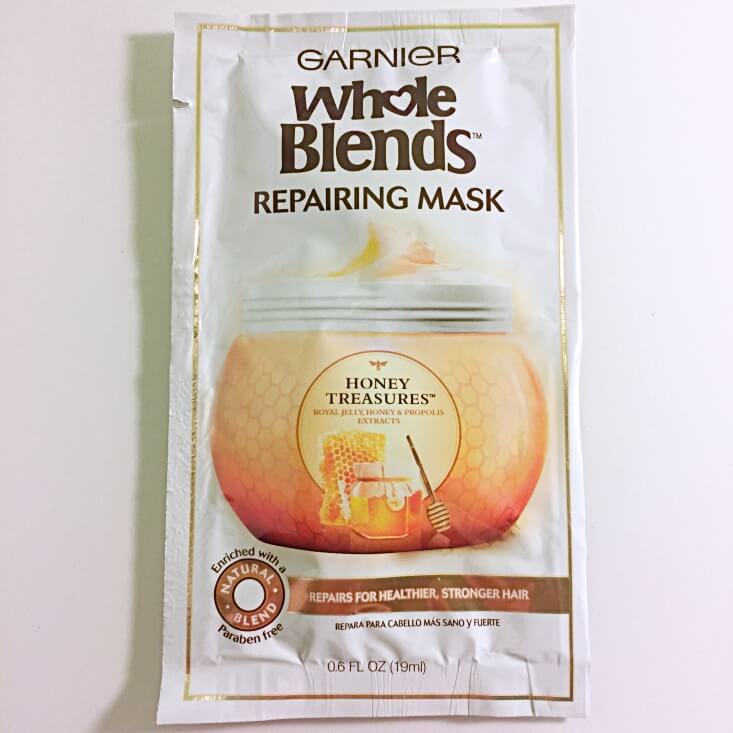 GARNIER
Whole
Blends™
REPAIRING MASK
HONEY
TREASURES™
ROYAL JELLY, HONEY & PROPOLIS
EXTRACTS
Enriched with a
NATURAL
BLEND
Paraben free
REPAIRS FOR HEALTHIER, STRONGER HAIR
REPARA PARA CABELLO MÁS SANO y FUERTE
0.6 FL OZ (19ml)